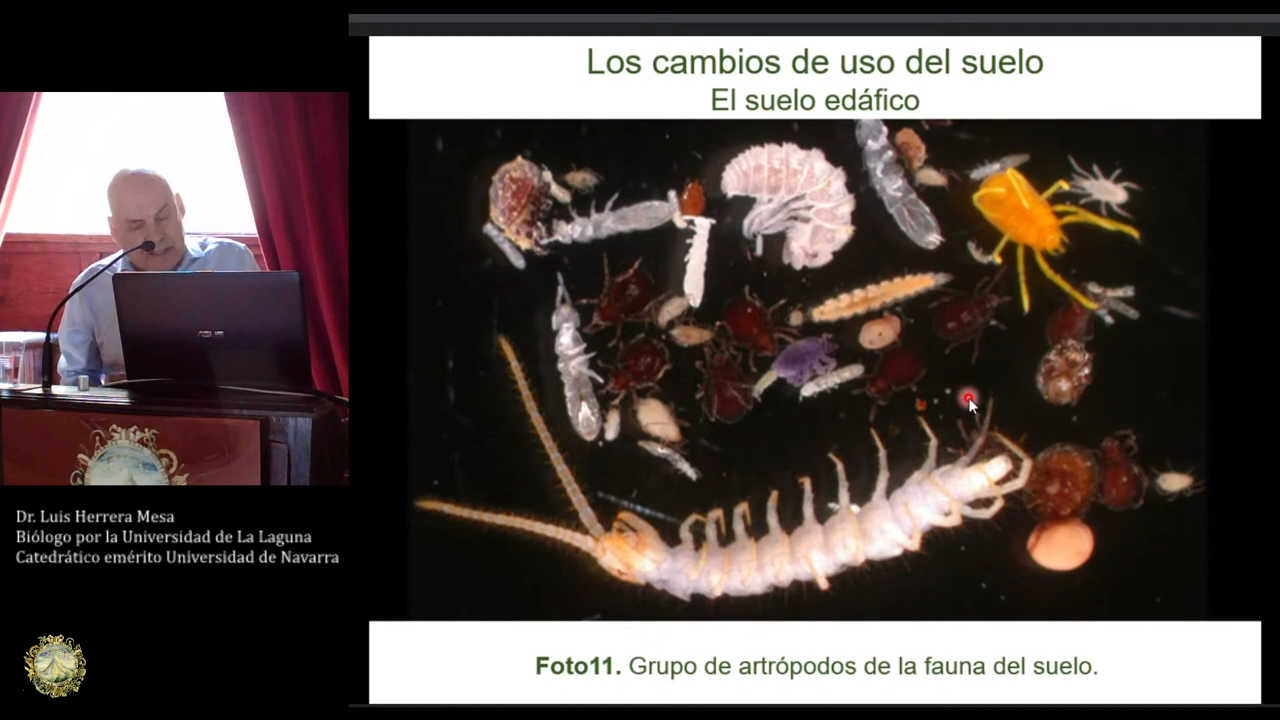 Los cambios de uso del suelo
El suelo edáfico
ASUS
Dr. Luis Herrera Mesa
Biólogo por la Universidad de La Laguna
Catedrático emérito Universidad de Navarra
Foto11. Grupo de artrópodos de la fauna del suelo.